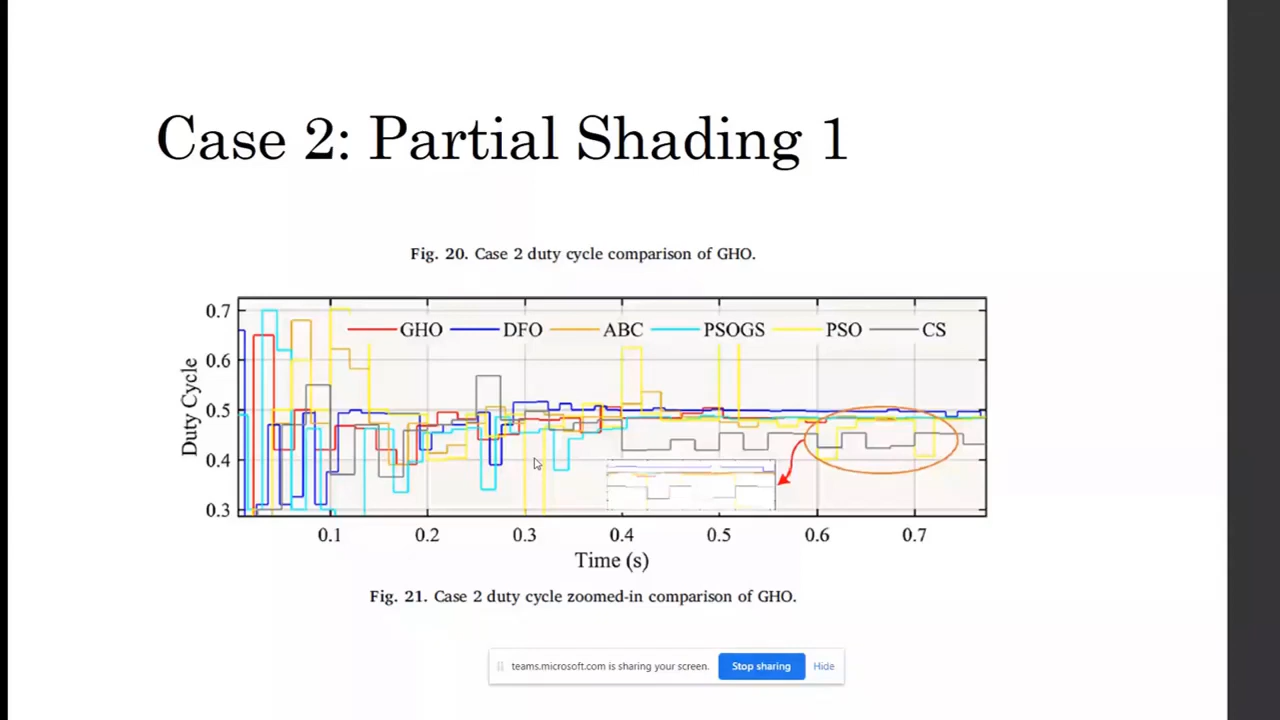 Case 2: Partial Shading 1
Fig. 20. Case 2 duty cycle comparison of GHO.
0.7
0.6
0.5
0.4
0.3
Duty Cycle
GHO DFO ABC PSOGS PSO CS
0.1 0.2 0.3 0.4 0.5 0.6 0.7
Time (s)
Fig. 21. Case 2 duty cycle zoomed-in comparison of GHO.
teams.microsoft.com is sharing your screen. Stop sharing Hide